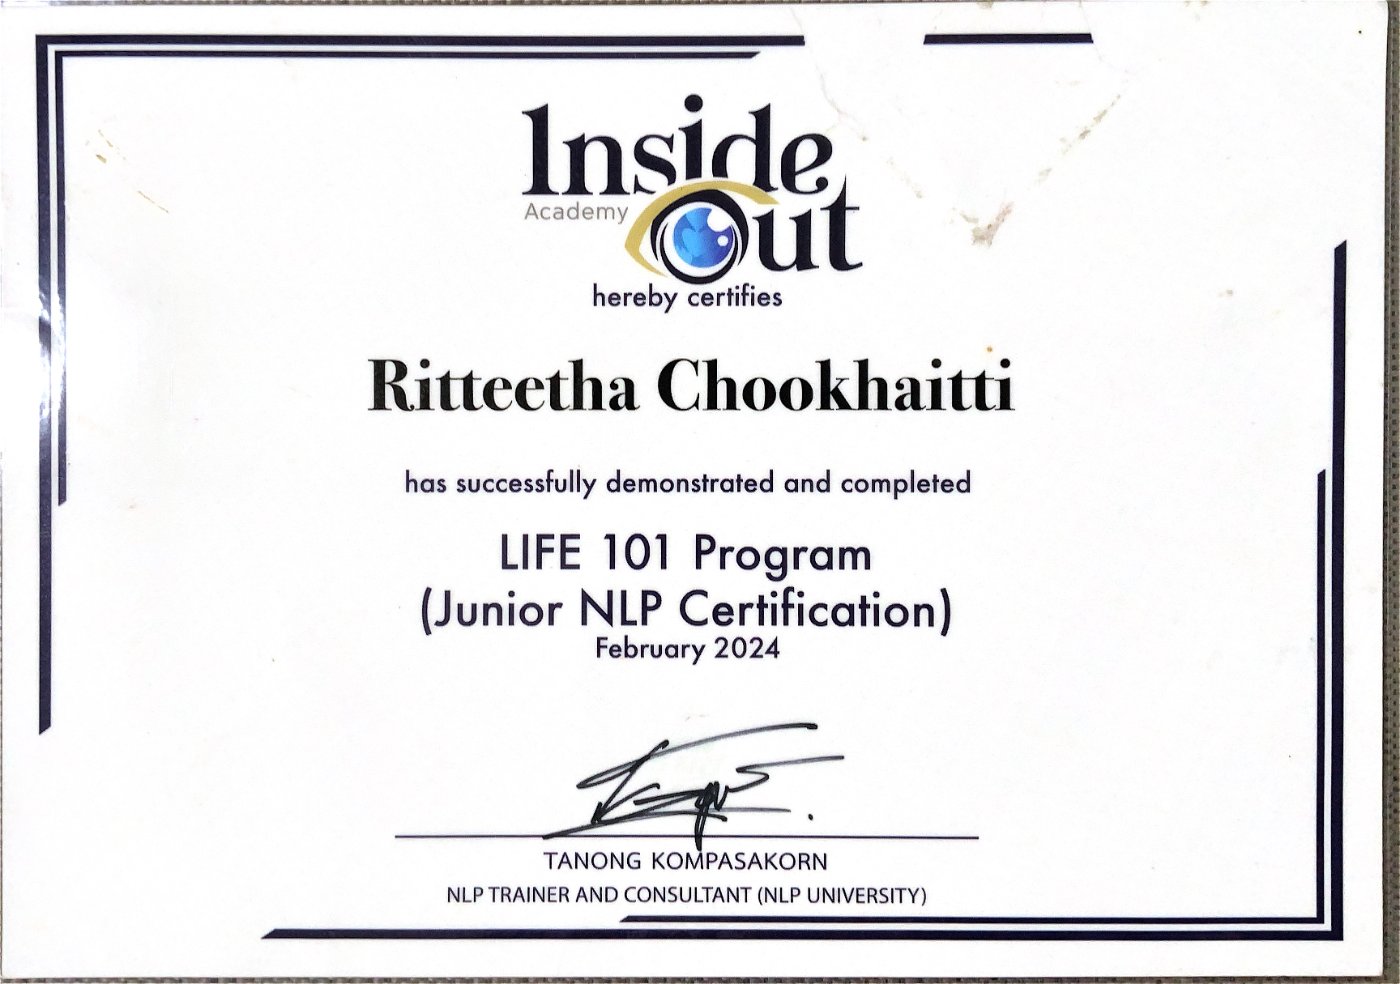 Inside
Academy Out
hereby certifies
Ritteetha Chookhaitti
has successfully demonstrated and completed
LIFE 101 Program
(Junior NLP Certification)
February 2024
TANONG KOMPASAKORN
NLP TRAINER AND CONSULTANT (NLP UNIVERSITY)